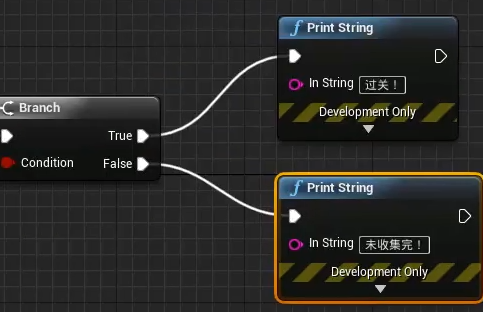 Print String
In String 过关！
Development Only
Branch
True
Condition
False
Print String
In String 未收集完！
Development Only